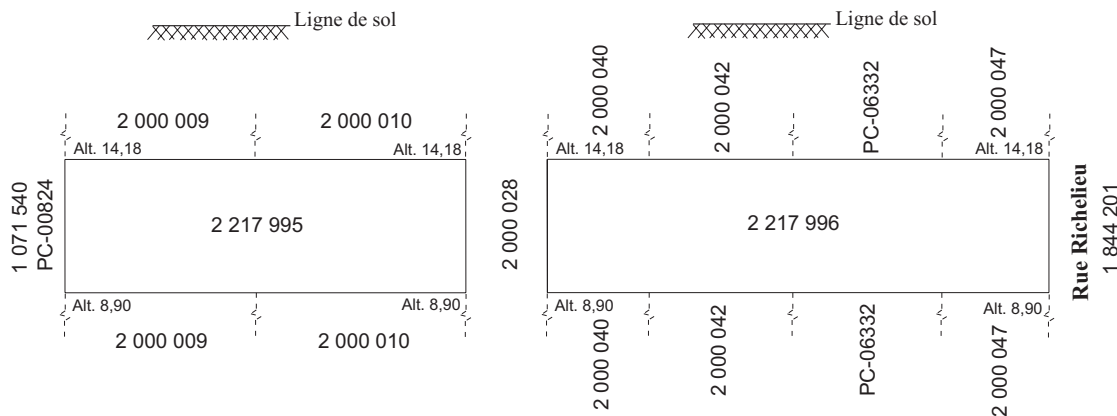 Ligne de sol
2 000 009
2 000 010
Alt. 14,18
Alt. 14,18
1 071 540
PC-00824
2 217 995
2 000 028
Alt. 8,90
Alt. 8,90
2 000 009
2 000 010
Ligne de sol
2 000 040
2 000 042
PC-06332
2 000 047
Alt. 14,18
Alt. 14,18
2 217 996
Rue Richelieu
1 844 201
Alt. 8,90
Alt. 8,90
2 000 040
2 000 042
PC-06332
2 000 047